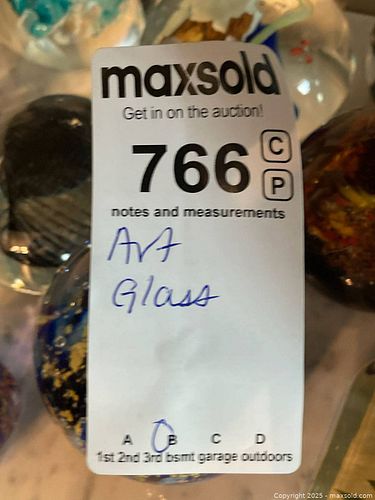 maxsold
Get in on the auction!
766 C
P
notes and measurements
Art
Glass
A B C D
1st 2nd 3rd bsmt garage outdoors
Copyright 2025 - maxsold.com